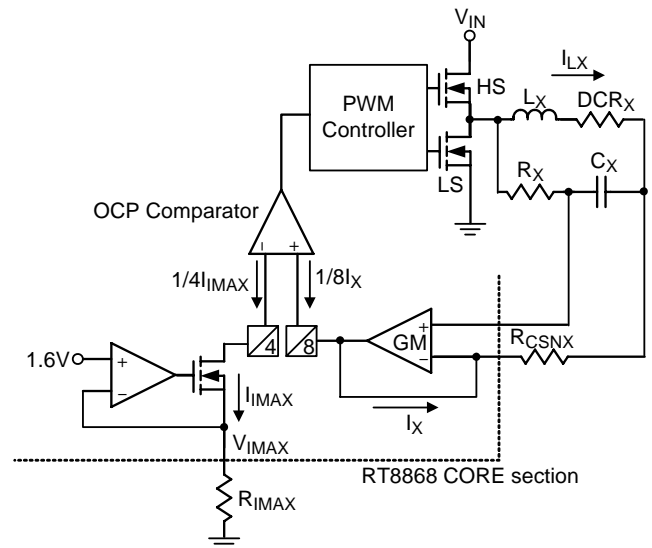 V_IN
I_LX
HS
L_X
DCR_X
PWM
Controller
LS
R_X
C_X
OCP Comparator
− +
1/4I_IMAX
1/8I_X
4
8
GM
+
−
R_CSNX
1.6V
+
−
I_IMAX
I_X
V_IMAX
RT8868 CORE section
R_IMAX